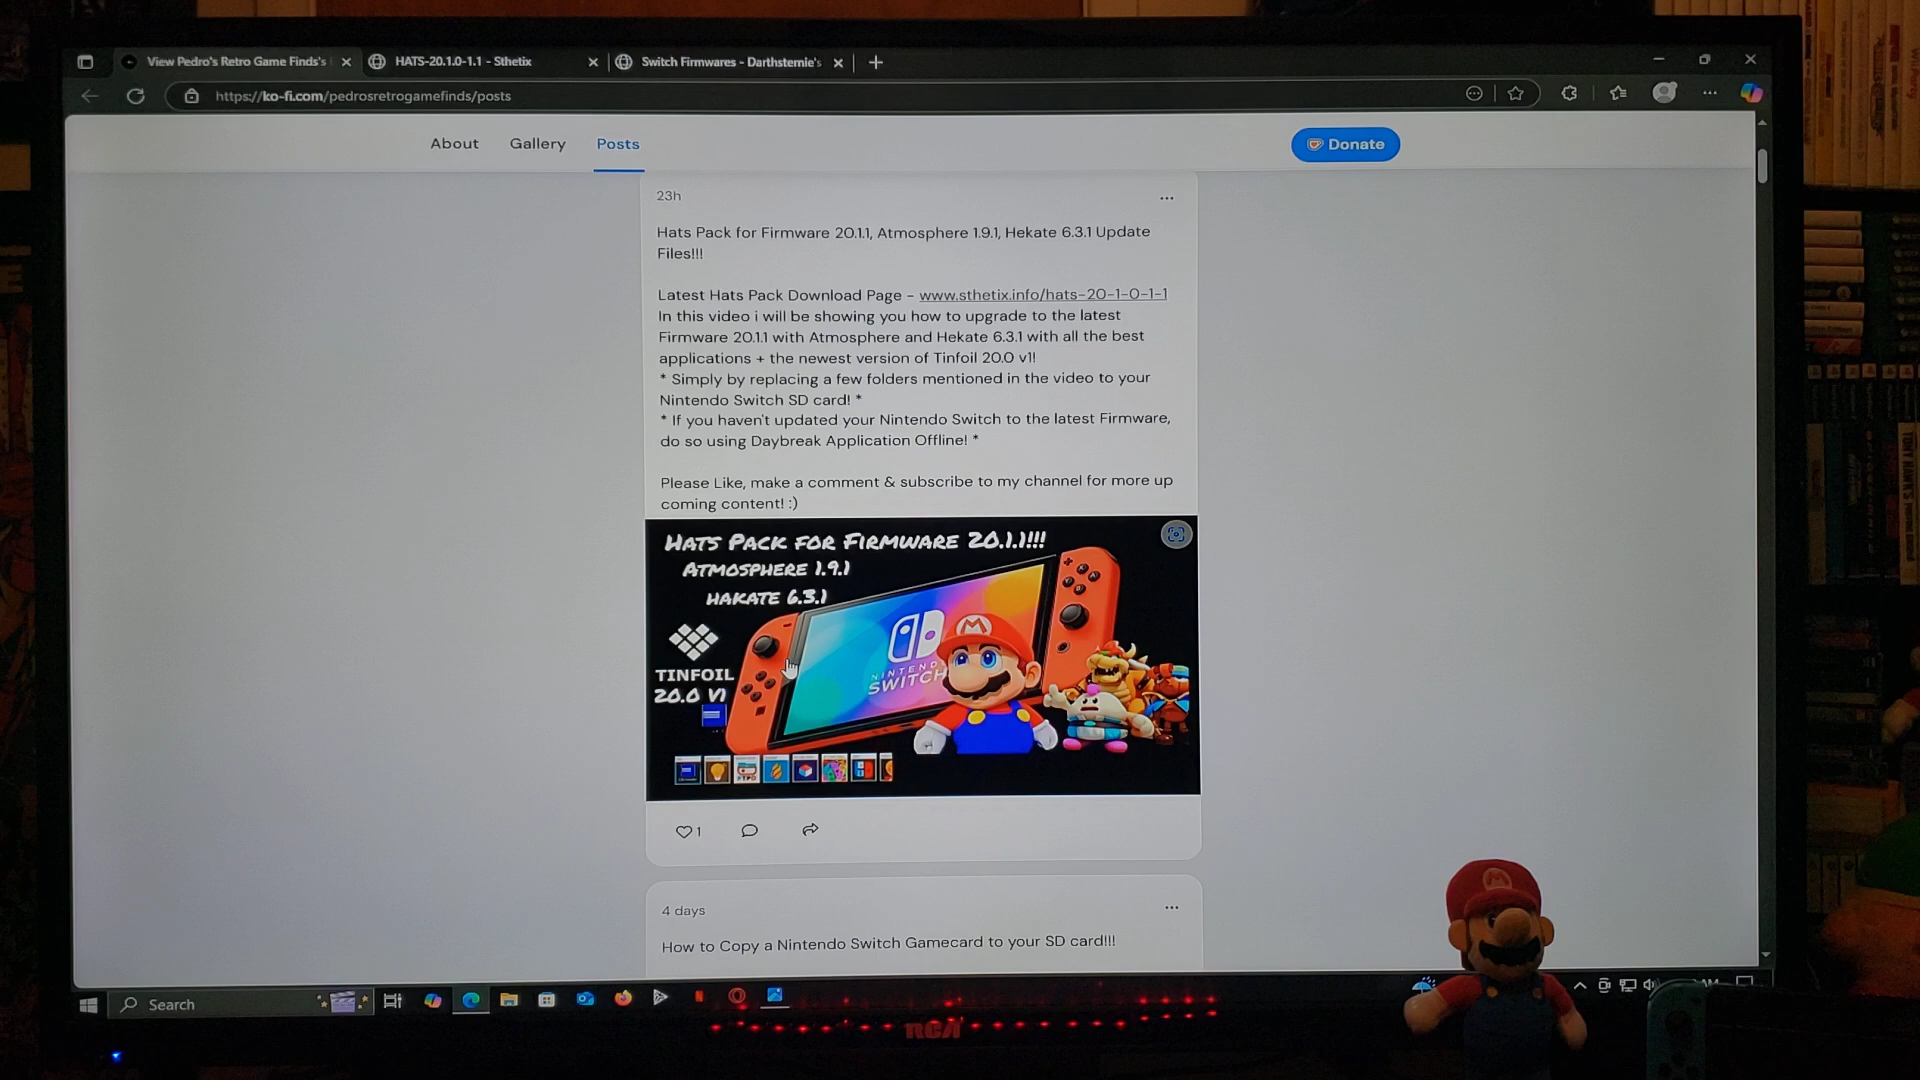 View Pedro's Retro Game Finds's
HATS-20.1.0-1.1 - Sthetix
Switch Firmwares - Darthsternie's
https://ko-fi.com/pedrosretrogamefinds/posts
About
Gallery
Posts
Donate
23h
Hats Pack for Firmware 20.1.1, Atmosphere 1.9.1, Hekate 6.3.1 Update
Files!!!
Latest Hats Pack Download Page - www.sthetix.info/hats-20-1-0-1-1
In this video i will be showing you how to upgrade to the latest
Firmware 20.1.1 with Atmosphere and Hekate 6.3.1 with all the best
applications + the newest version of Tinfoil 20.0 v1!
* Simply by replacing a few folders mentioned in the video to your
Nintendo Switch SD card! *
* If you haven't updated your Nintendo Switch to the latest Firmware,
do so using Daybreak Application Offline! *
Please Like, make a comment & subscribe to my channel for more up
coming content! :)
HATS PACK FOR FIRMWARE 20.1.1!!!
ATMOSPHERE 1.9.1
HAKATE 6.3.1
TINFOIL
20.0 V1
NINTENDO
SWITCH
1
4 days
How to Copy a Nintendo Switch Gamecard to your SD card!!!
Search
RCA